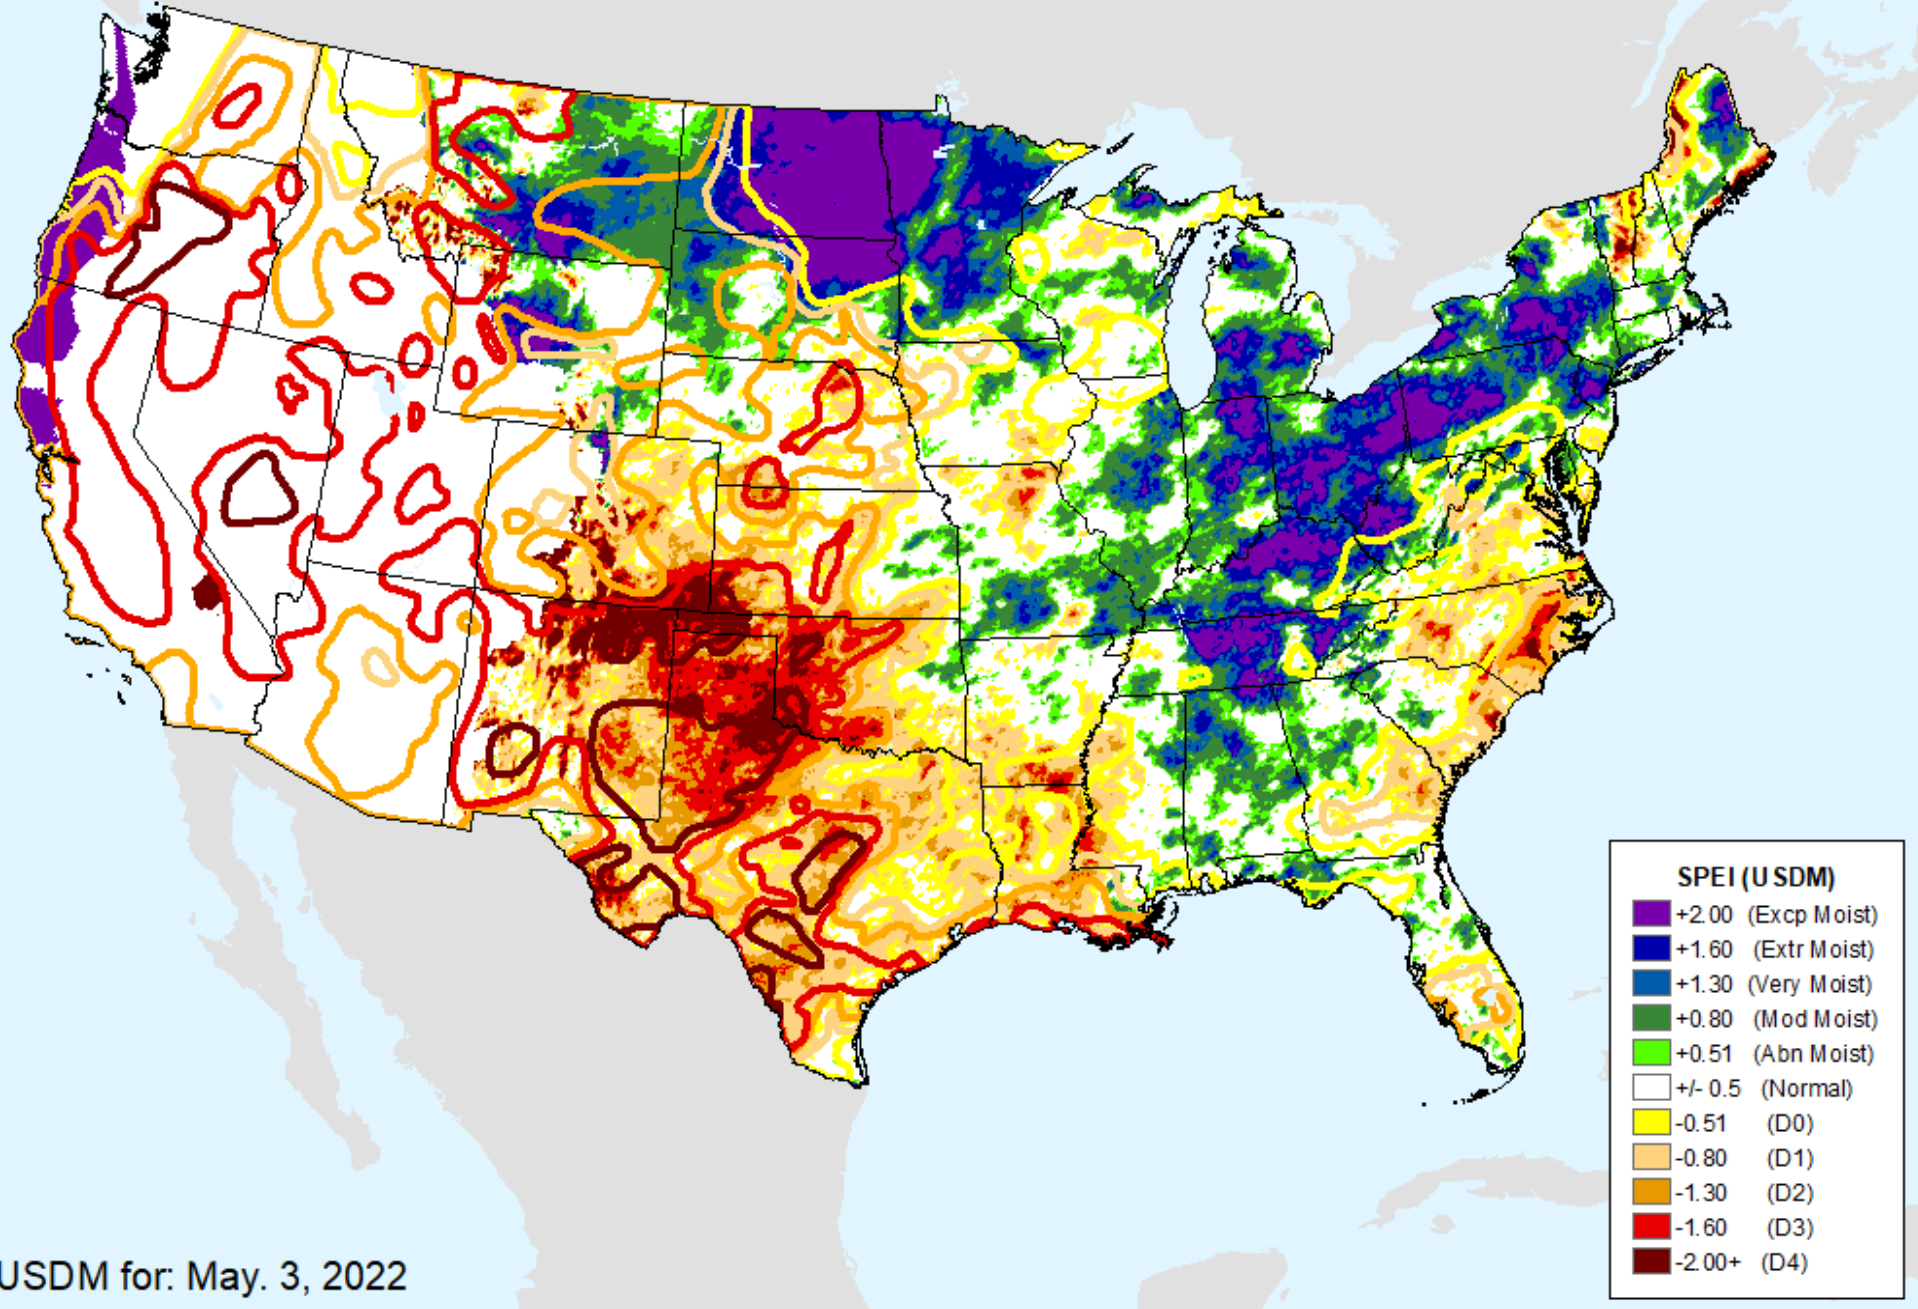 SPEI (USDM)
+2.00 (Excp Moist)
+1.60 (Extr Moist)
+1.30 (Very Moist)
+0.80 (Mod Moist)
+0.51 (Abn Moist)
+/- 0.5 (Normal)
-0.51 (D0)
-0.80 (D1)
-1.30 (D2)
-1.60 (D3)
-2.00+ (D4)
USDM for: May. 3, 2022